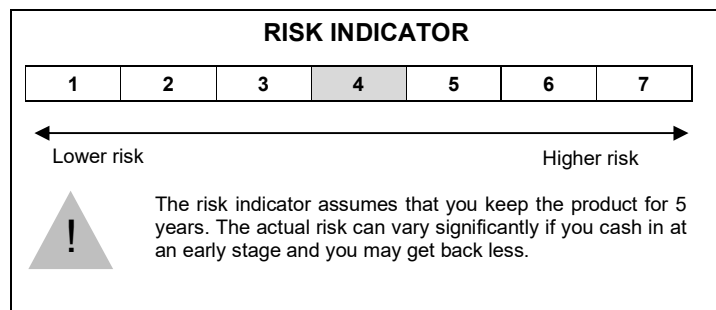 RISK INDICATOR
1 2 3 4 5 6 7
Lower risk Higher risk
!
The risk indicator assumes that you keep the product for 5
years. The actual risk can vary significantly if you cash in at
an early stage and you may get back less.